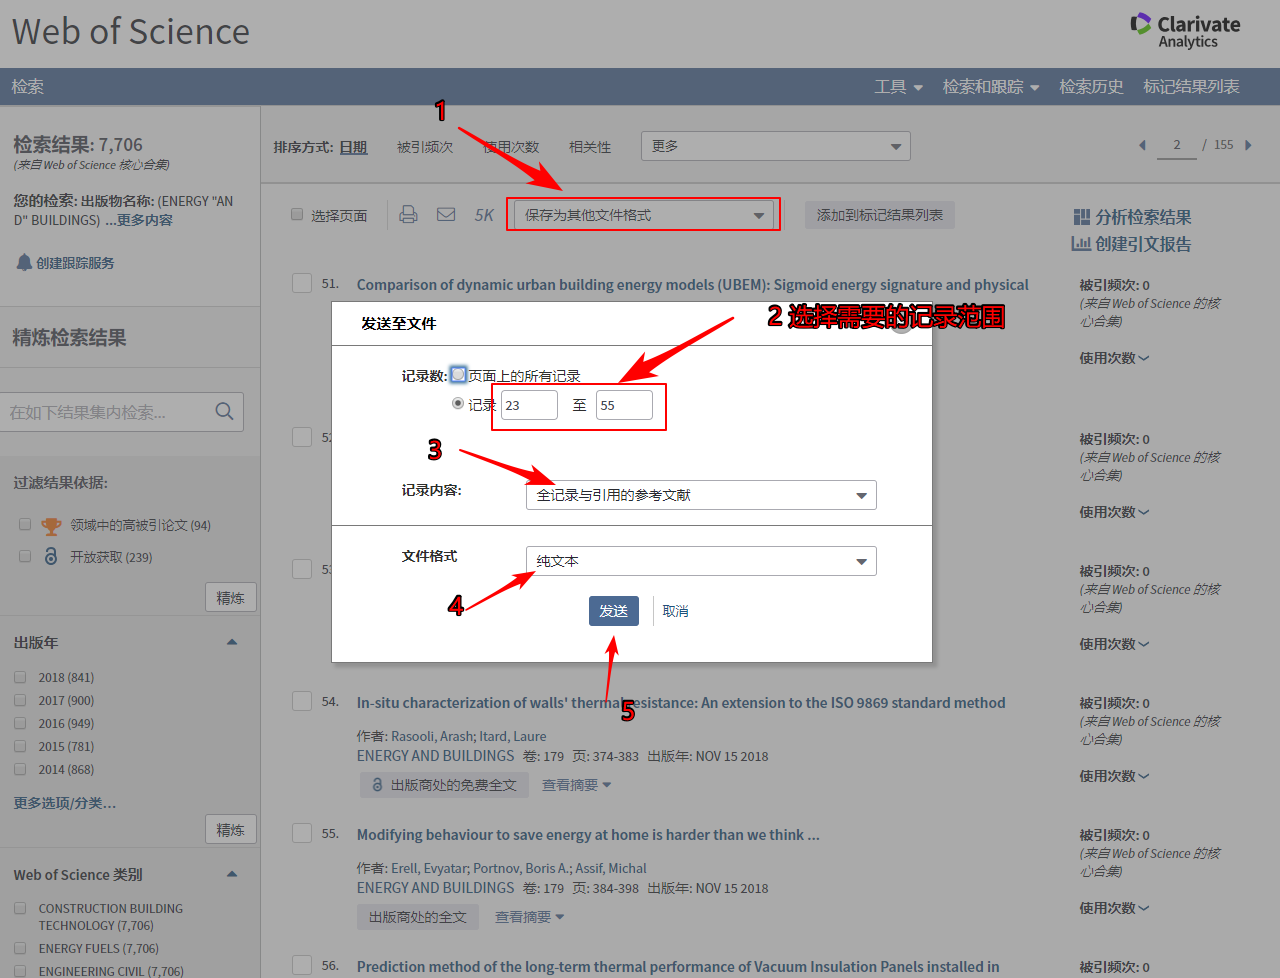 Web of Science
Clarivate
Analytics
检索
工具
检索和跟踪
检索历史
标记结果列表
检索结果: 7,706
(来自 Web of Science 核心合集)
您的检索: 出版物名称: (ENERGY "AN
D" BUILDINGS) ...更多内容
创建跟踪服务
精炼检索结果
在如下结果集内检索...
过滤结果依据:
领域中的高被引论文 (94)
开放获取 (239)
精炼
出版年
2018 (841)
2017 (900)
2016 (949)
2015 (781)
2014 (868)
更多选项/分类...
精炼
Web of Science 类别
CONSTRUCTION BUILDING
TECHNOLOGY (7,706)
ENERGY FUELS (7,706)
ENGINEERING CIVIL (7,706)
1
排序方式: 日期 被引频次 使用次数 相关性 更多
2 / 155
选择页面 5K 保存为其他文件格式 添加到标记结果列表
分析检索结果
创建引文报告
51. Comparison of dynamic urban building energy models (UBEM): Sigmoid energy signature and physical
被引频次: 0
(来自 Web of Science 的核
心合集)
使用次数
2 选择需要的记录范围
发送至文件
记录数: 页面上的所有记录
记录 23 至 55
3
记录内容: 全记录与引用的参考文献
文件格式 纯文本
4
发送 取消
5
被引频次: 0
(来自 Web of Science 的核
心合集)
使用次数
被引频次: 0
(来自 Web of Science 的核
心合集)
使用次数
54. In-situ characterization of walls' thermal resistance: An extension to the ISO 9869 standard method
作者: Rasooli, Arash; Itard, Laure
ENERGY AND BUILDINGS 卷: 179 页: 374-383 出版年: NOV 15 2018
出版商处的免费全文 查看摘要
被引频次: 0
(来自 Web of Science 的核
心合集)
使用次数
55. Modifying behaviour to save energy at home is harder than we think ...
作者: Erell, Evyatar; Portnov, Boris A.; Assif, Michal
ENERGY AND BUILDINGS 卷: 179 页: 384-398 出版年: NOV 15 2018
出版商处的全文 查看摘要
被引频次: 0
(来自 Web of Science 的核
心合集)
使用次数
56. Prediction method of the long-term thermal performance of Vacuum Insulation Panels installed in
被引频次: 0